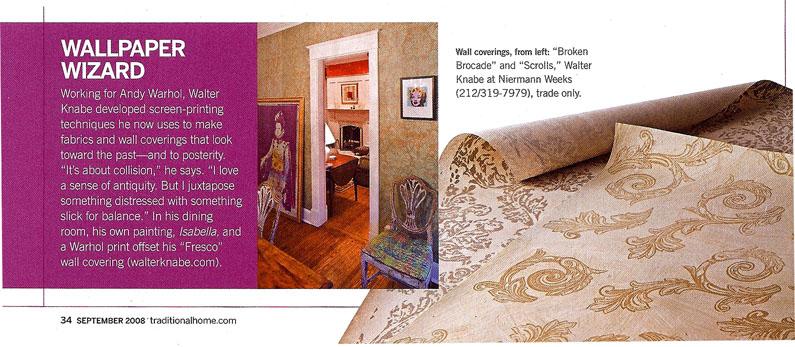 WALLPAPER
WIZARD
Working for Andy Warhol, Walter
Knabe developed screen-printing
techniques he now uses to make
fabrics and wall coverings that look
toward the past—and to posterity.
“It’s about collision,” he says. “I love
a sense of antiquity. But I juxtapose
something distressed with something
slick for balance.” In his dining
room, his own painting, Isabella, and
a Warhol print offset his “Fresco”
wall covering (walterknabe.com).
Wall coverings, from left: “Broken
Brocade” and “Scrolls,” Walter
Knabe at Niermann Weeks
(212/319-7979), trade only.
34 SEPTEMBER 2008 traditionalhome.com